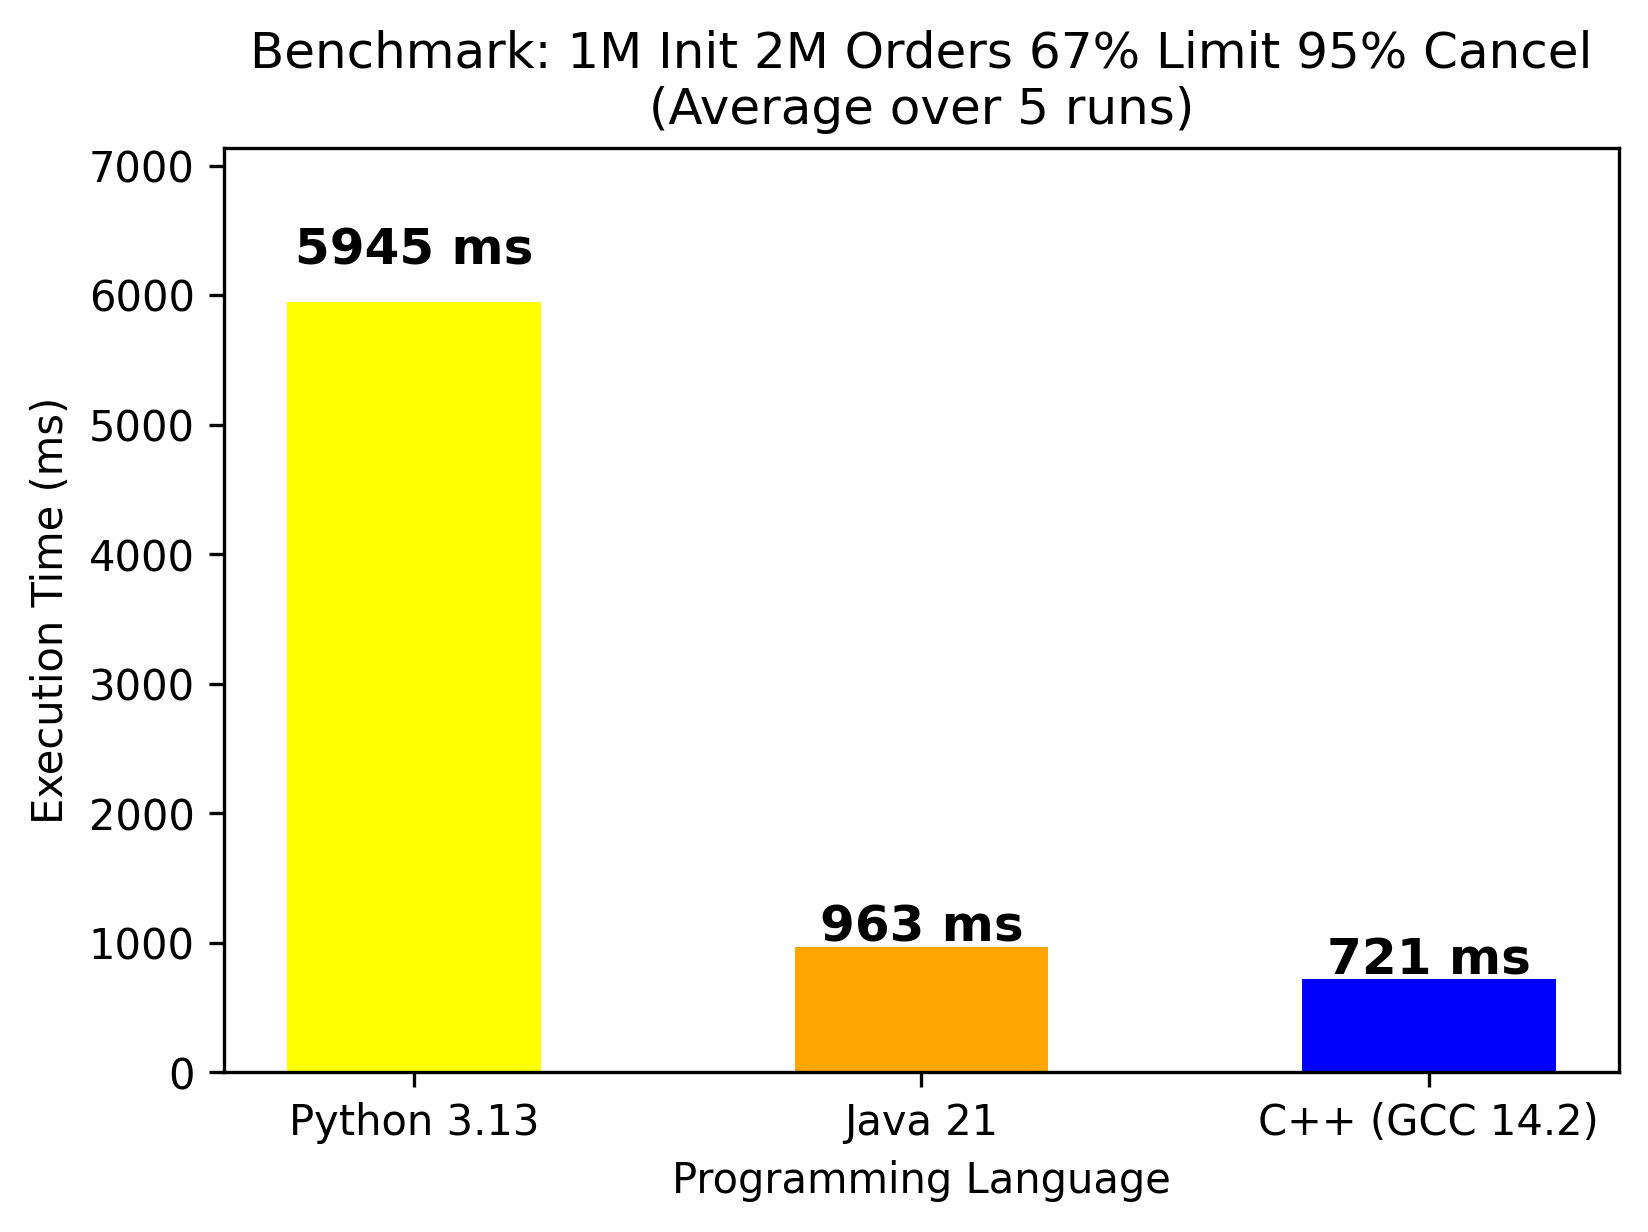 Benchmark: 1M Init 2M Orders 67% Limit 95% Cancel
(Average over 5 runs)
Execution Time (ms)
7000
6000
5000
4000
3000
2000
1000
0
5945 ms
963 ms
721 ms
Python 3.13
Java 21
C++ (GCC 14.2)
Programming Language